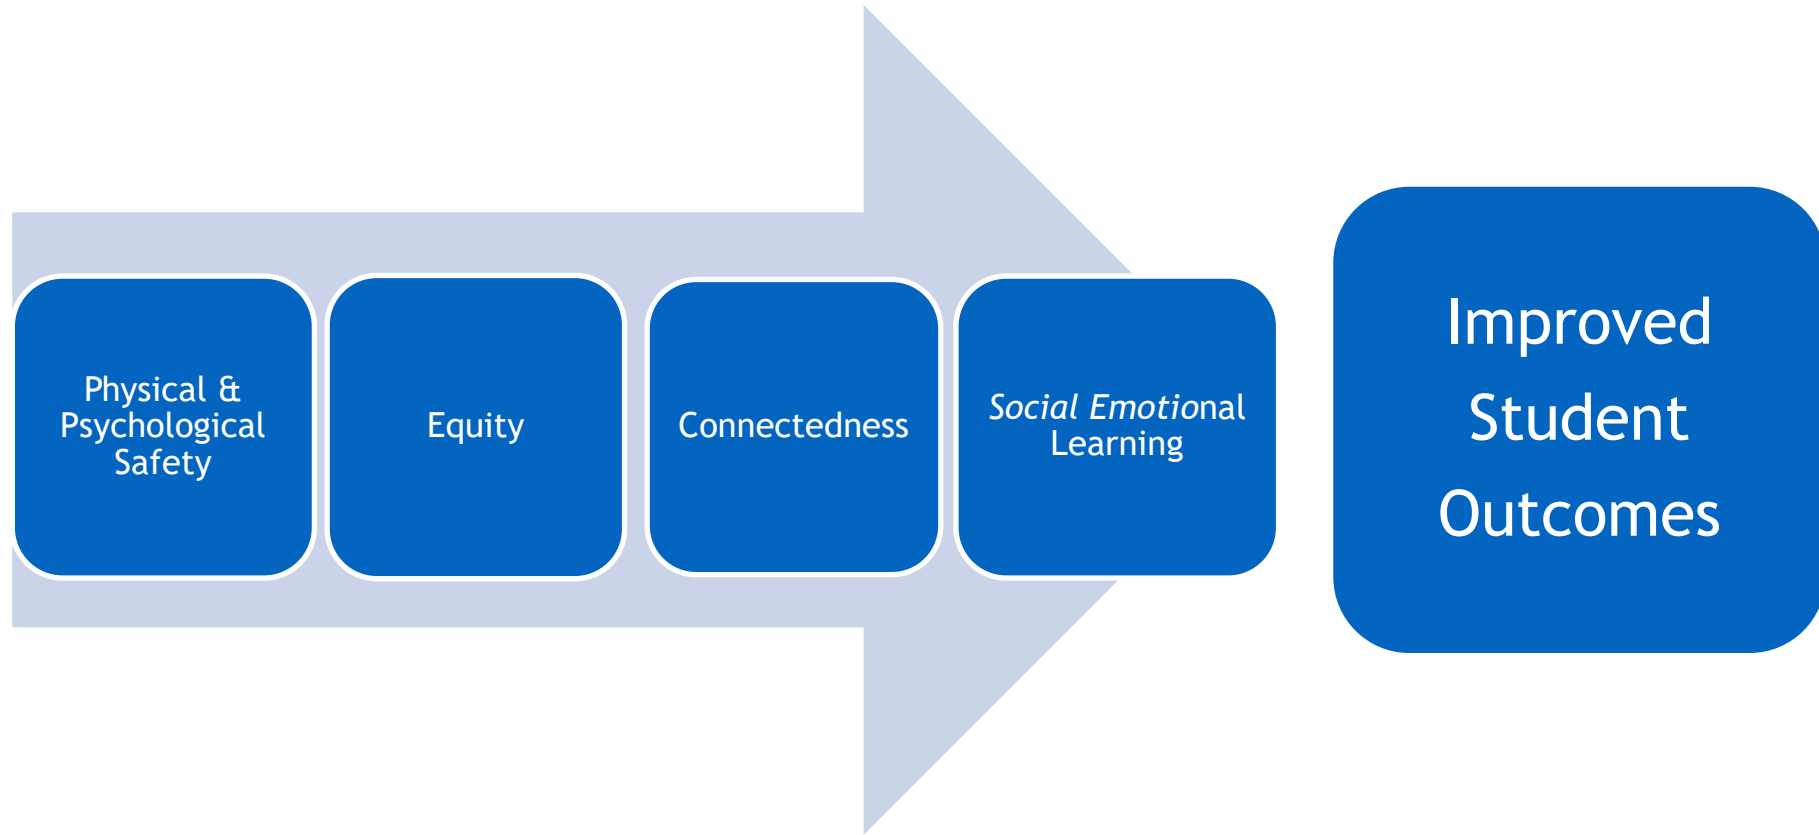 Physical &
Psychological
Safety
Equity
Connectedness
Social Emotional
Learning
Improved
Student
Outcomes